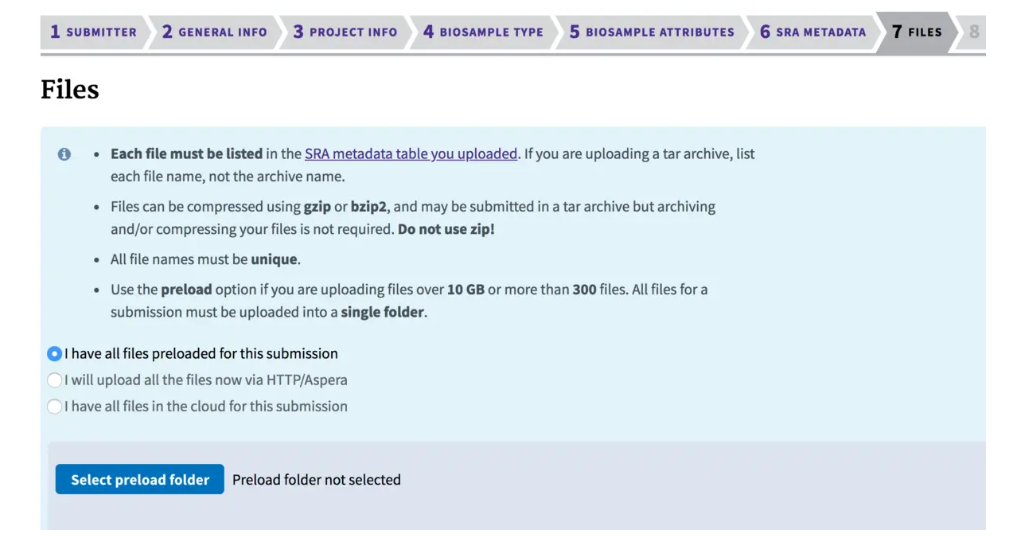 1 SUBMITTER 2 GENERAL INFO 3 PROJECT INFO 4 BIOSAMPLE TYPE 5 BIOSAMPLE ATTRIBUTES 6 SRA METADATA 7 FILES 8
Files
• Each file must be listed in the SRA metadata table you uploaded. If you are uploading a tar archive, list
each file name, not the archive name.
• Files can be compressed using gzip or bzip2, and may be submitted in a tar archive but archiving
and/or compressing your files is not required. Do not use zip!
• All file names must be unique.
• Use the preload option if you are uploading files over 10 GB or more than 300 files. All files for a
submission must be uploaded into a single folder.
I have all files preloaded for this submission
I will upload all the files now via HTTP/Aspera
I have all files in the cloud for this submission
Select preload folder Preload folder not selected